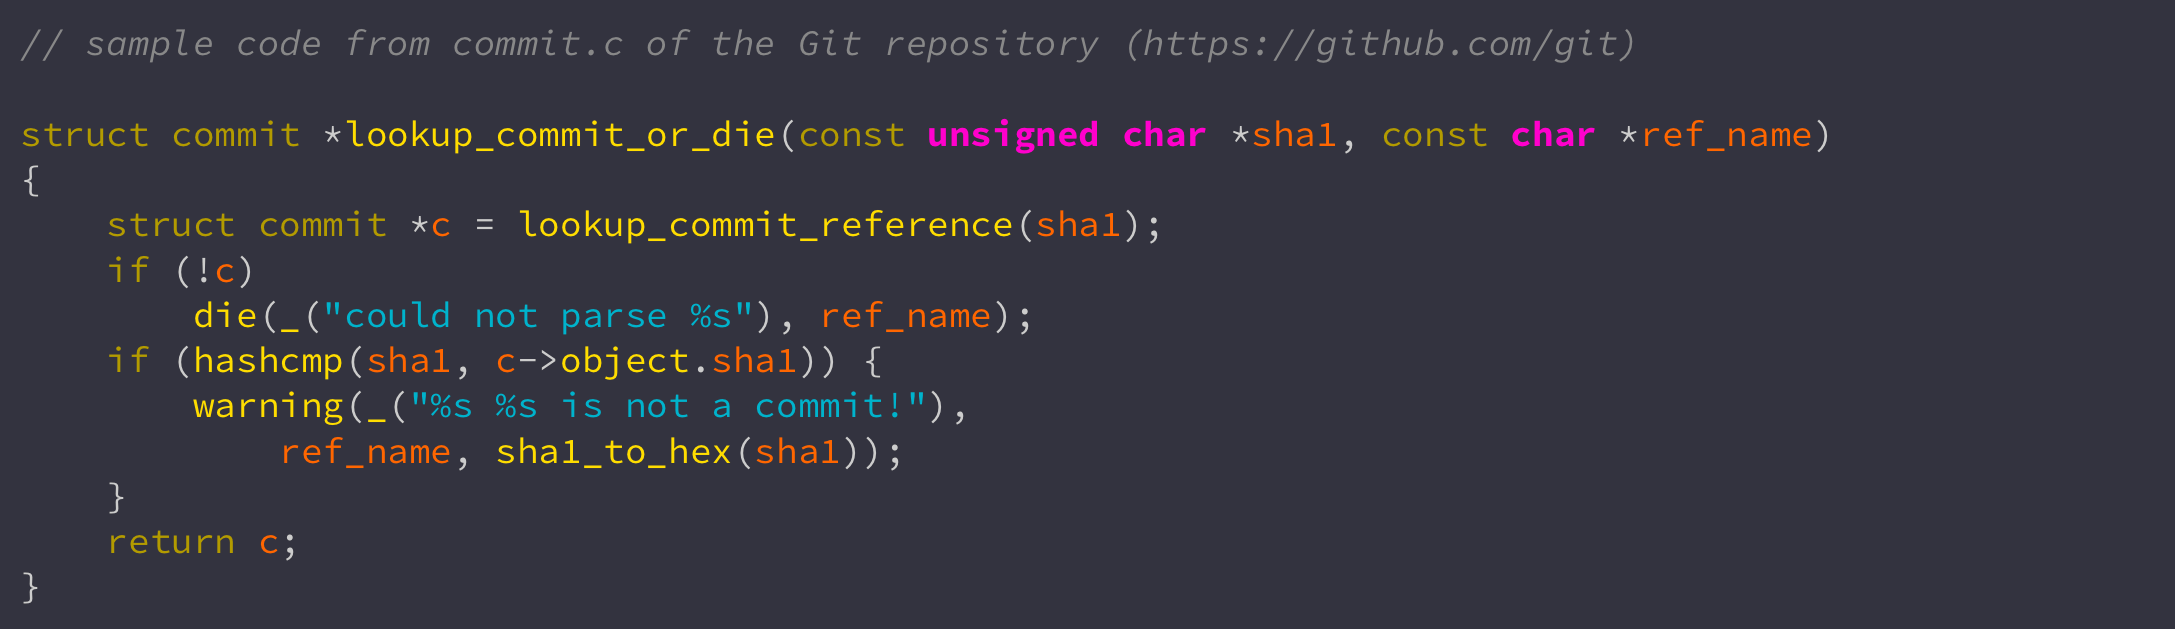 // sample code from commit.c of the Git repository (https://github.com/git)

struct commit *lookup_commit_or_die(const unsigned char *sha1, const char *ref_name)
{
    struct commit *c = lookup_commit_reference(sha1);
    if (!c)
        die(_("could not parse %s"), ref_name);
    if (hashcmp(sha1, c->object.sha1)) {
        warning(_("%s %s is not a commit!"),
            ref_name, sha1_to_hex(sha1));
    }
    return c;
}